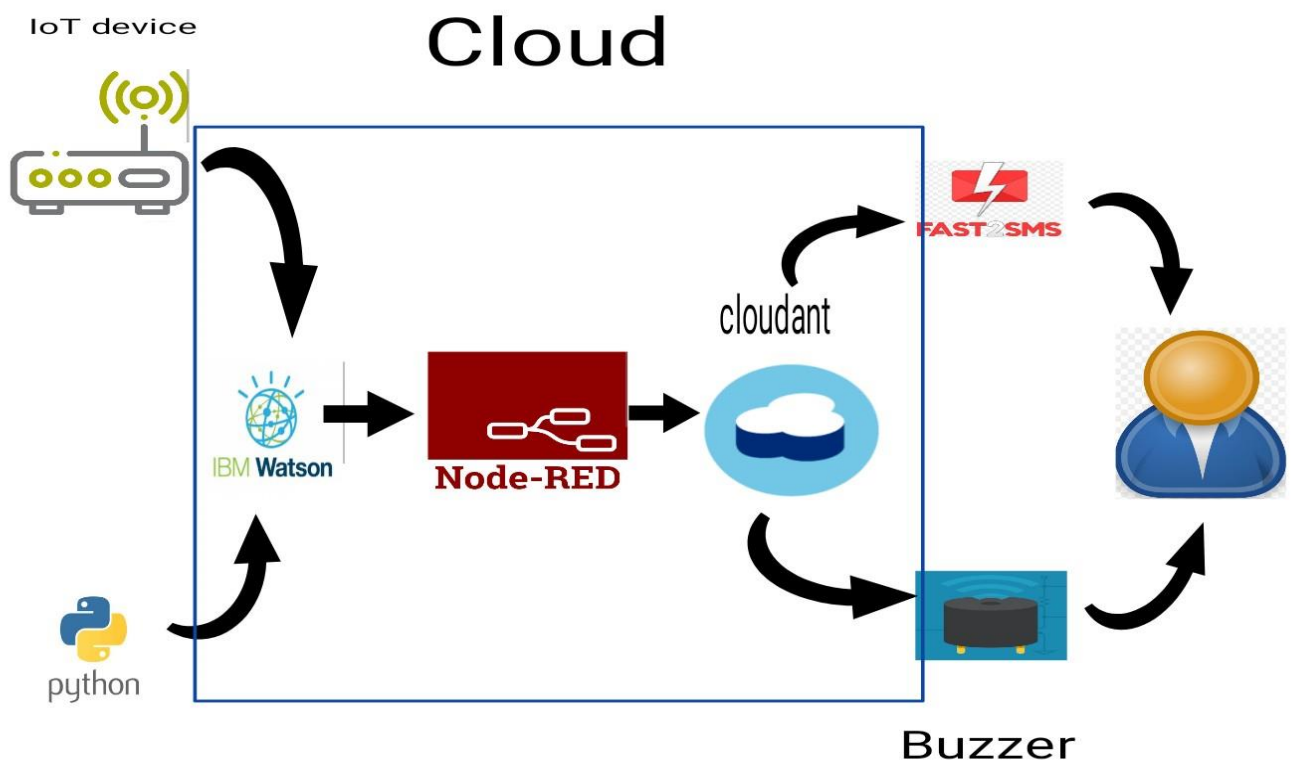 IoT device
Cloud
FAST2SMS
cloudant
IBM Watson
Node-RED
python
Buzzer